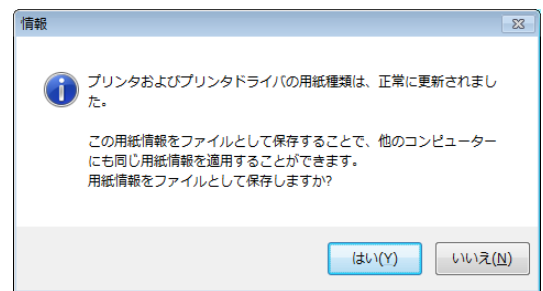 情報
プリンタおよびプリンタドライバの用紙種類は、正常に更新されまし
た。
この用紙情報をファイルとして保存することで、他のコンピューター
にも同じ用紙情報を適用することができます。
用紙情報をファイルとして保存しますか?
はい(Y)
いいえ(N)